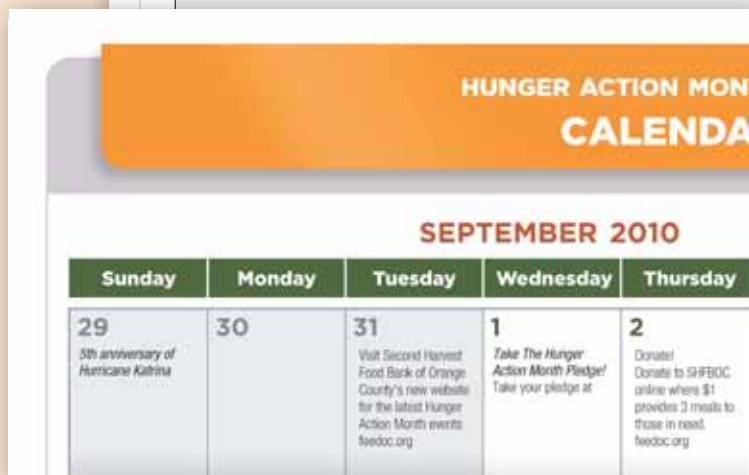 HUNGER ACTION MON
CALENDA
SEPTEMBER 2010
Sunday Monday Tuesday Wednesday Thursday
29
5th anniversary of
Hurricane Katrina
30
31
Visit Second Harvest
Food Bank of Orange
County's new website
for the latest Hunger
Action Month events
feedoc.org
1
Take The Hunger
Action Month Pledge!
Take your pledge at
2
Donate!
Donate to SHFBOC
online where $1
provides 3 meals to
those in need.
feedoc.org